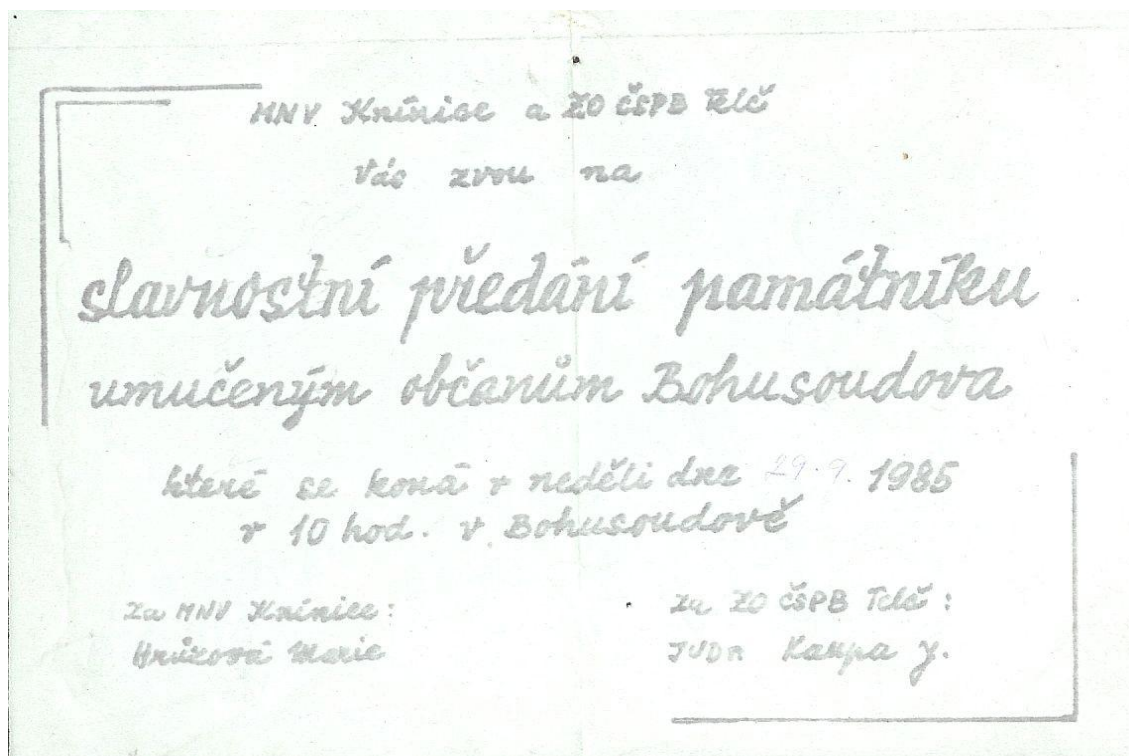 MNV Knínice a ZO ČSPB Telč
Vás zvou na
slavnostní předání památníku
umučeným občanům Bohusoudova
které se koná v neděli dne 29.9. 1985
v 10 hod. v Bohusoudově
Za MNV Knínice:
Hrůzová Marie
Za ZO ČSPB Telč:
JUDr Karpa J.